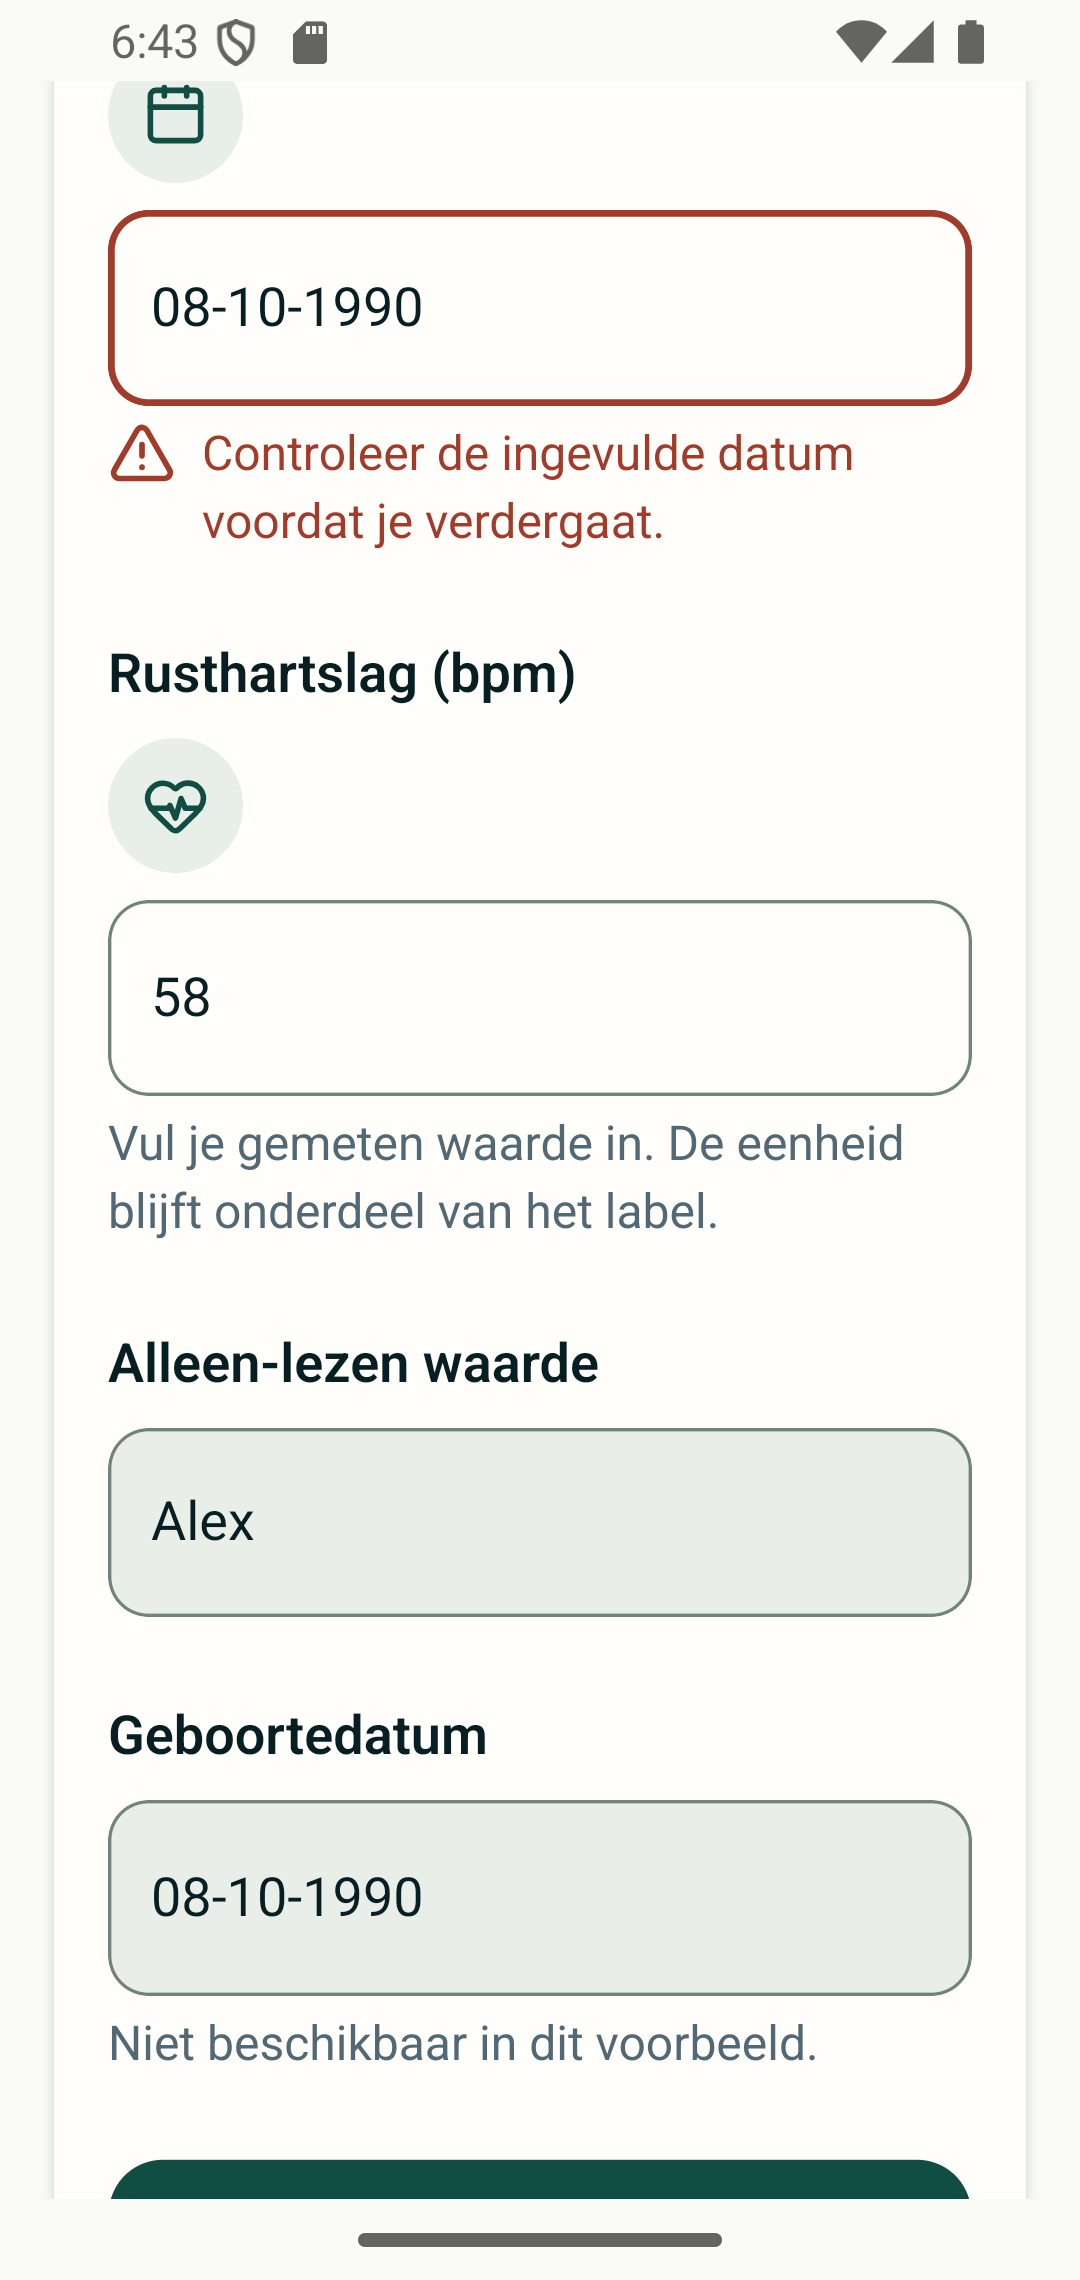 6:43
08-10-1990
Controleer de ingevulde datum
voordat je verdergaat.
Rusthartslag (bpm)
58
Vul je gemeten waarde in. De eenheid
blijft onderdeel van het label.
Alleen-lezen waarde
Alex
Geboortedatum
08-10-1990
Niet beschikbaar in dit voorbeeld.